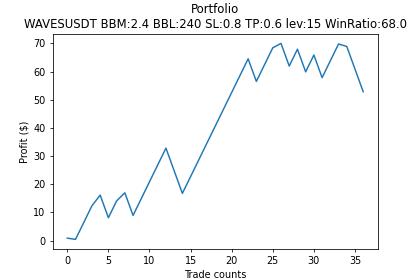 Portfolio
WAVESUSDT BBM:2.4 BBL:240 SL:0.8 TP:0.6 lev:15 WinRatio:68.0
70
60
50
40
30
20
10
0
Profit ($)
0 5 10 15 20 25 30 35
Trade counts